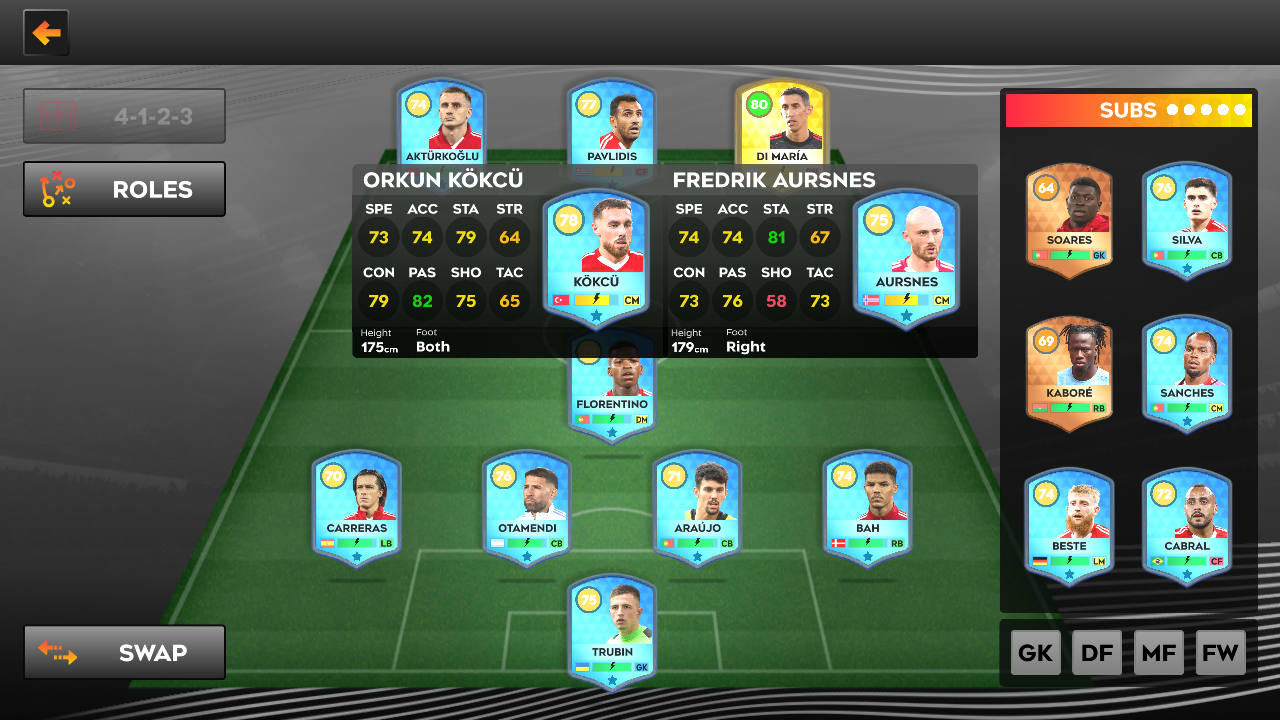 4-1-2-3
ROLES
74
AKTÜRKOĞLU
77
PAVLIDIS
CF
80
DI MARÍA
SUBS
ORKUN KÖKCÜ
SPE ACC STA STR
73 74 79 64
CON PAS SHO TAC
79 82 75 65
Height Foot
175cm Both
78
KÖKCÜ
CM
FREDRIK AURSNES
SPE ACC STA STR
74 74 81 67
CON PAS SHO TAC
73 76 58 73
Height Foot
179cm Right
75
AURSNES
CM
FLORENTINO
DM
70
CARRERAS
LB
76
OTAMENDI
CB
71
ARAÚJO
CB
74
BAH
RB
75
TRUBIN
GK
64
SOARES
GK
76
SILVA
CB
69
KABORÉ
RB
74
SANCHES
CM
74
BESTE
LM
72
CABRAL
CF
SWAP
GK DF MF FW